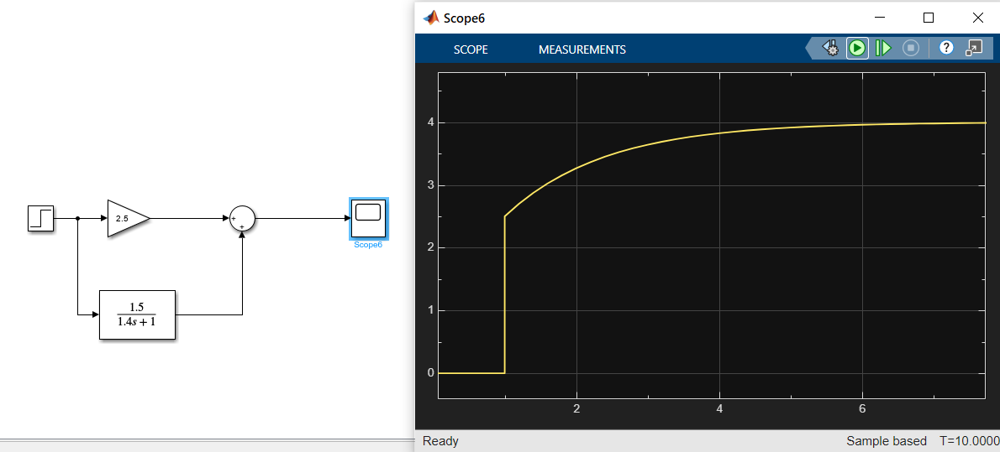 Scope6
SCOPE MEASUREMENTS ?
4
3
2
1
0
2 4 6
Ready Sample based T=10.0000
2.5
+
+
Scope6
1.5
1.4s + 1